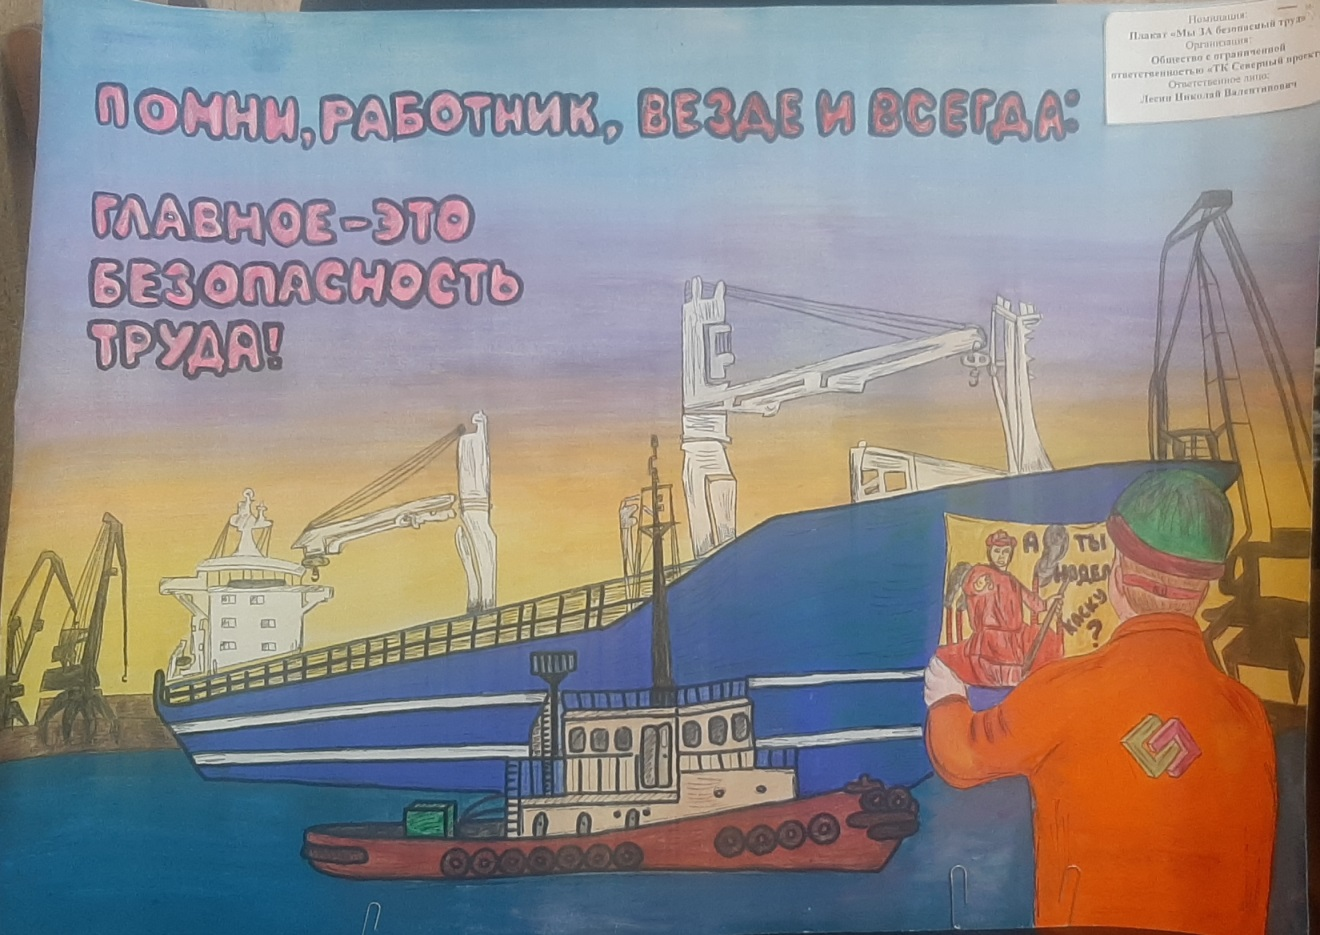 ПОМНИ, РАБОТНИК, ВЕЗДЕ И ВСЕГДА:
ГЛАВНОЕ - ЭТО
БЕЗОПАСНОСТЬ
ТРУДА!
Номинация:
Плакат «Мы ЗА безопасный труд»
Организация:
Общество с ограниченной
ответственностью «ТК Северный проект»
Ответственное лицо:
Лесин Николай Валентинович
А ТЫ
НАДЕЛ
КАСКУ
?